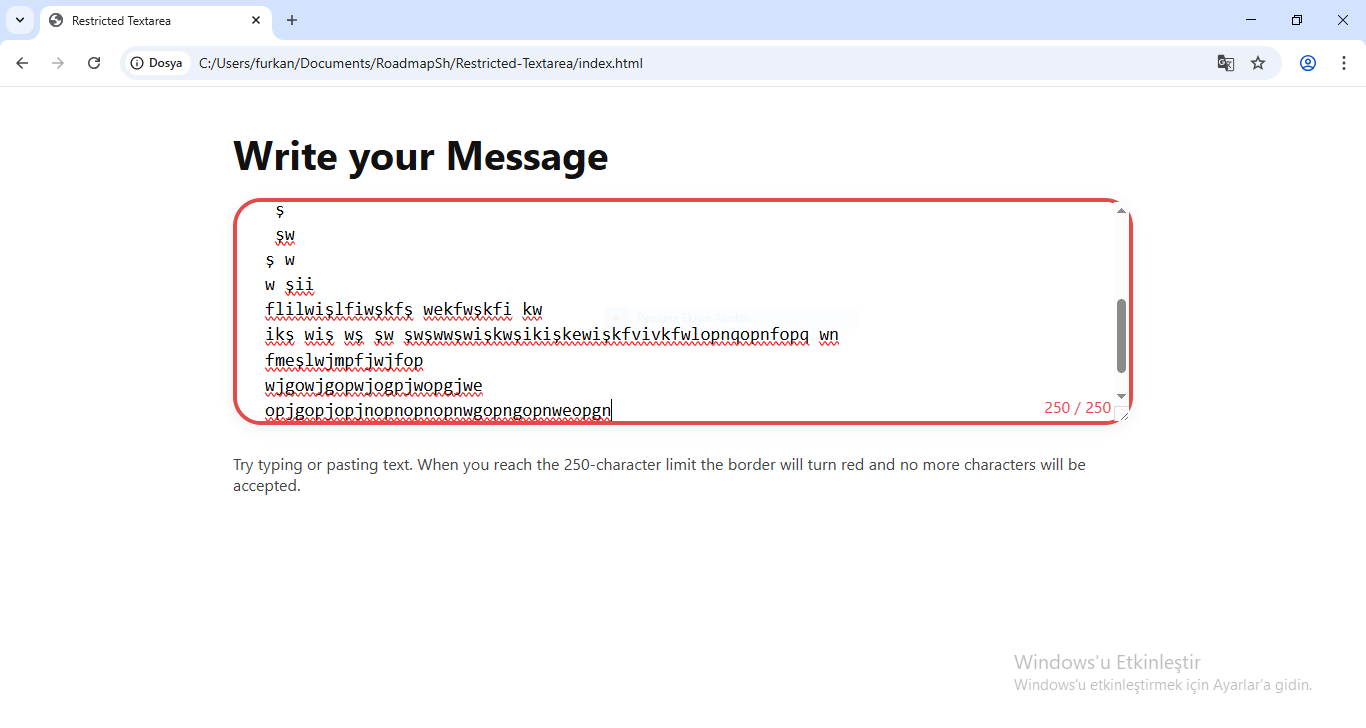 Restricted Textarea
Dosya
C:/Users/furkan/Documents/RoadmapSh/Restricted-Textarea/index.html
Write your Message
ş
şw
ş w
w şii
flilwişlfiwşkfş wekfwşkfi kw
ikş wiş wş şw şwşwwşwişkwşikişkewişkfvivkfwlopnqopnfopq wn
fmeşlwjmpfjwjfop
wjgowjgopwjogpjwopgjwe
opjgopjopjnopnopnopnwgopngopnweopgn
250 / 250
Try typing or pasting text. When you reach the 250-character limit the border will turn red and no more characters will be
accepted.
Windows'u Etkinleştir
Windows'u etkinleştirmek için Ayarlar'a gidin.